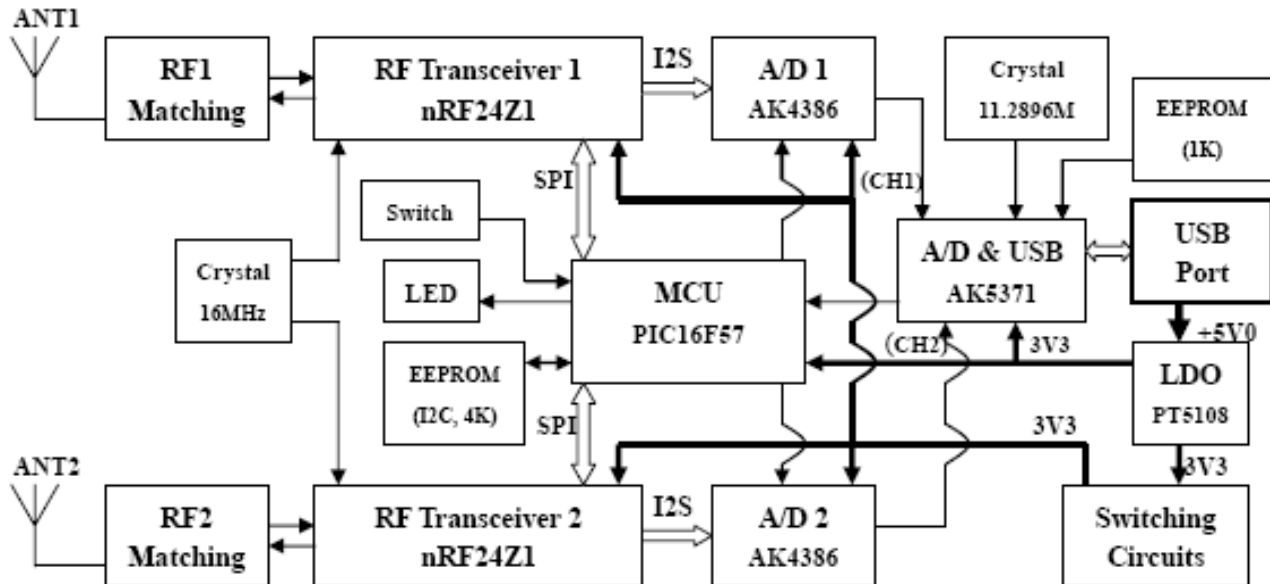 ANT1
RF1
Matching
RF Transceiver 1
nRF24Z1
I2S
A/D 1
AK4386
Crystal
11.2896M
EEPROM
(1K)
SPI
(CH1)
Switch
Crystal
16MHz
LED
MCU
PIC16F57
A/D & USB
AK5371
USB
Port
+5V0
(CH2)
3V3
EEPROM
(I2C, 4K)
SPI
LDO
PT5108
3V3
3V3
ANT2
RF2
Matching
RF Transceiver 2
nRF24Z1
I2S
A/D 2
AK4386
Switching
Circuits